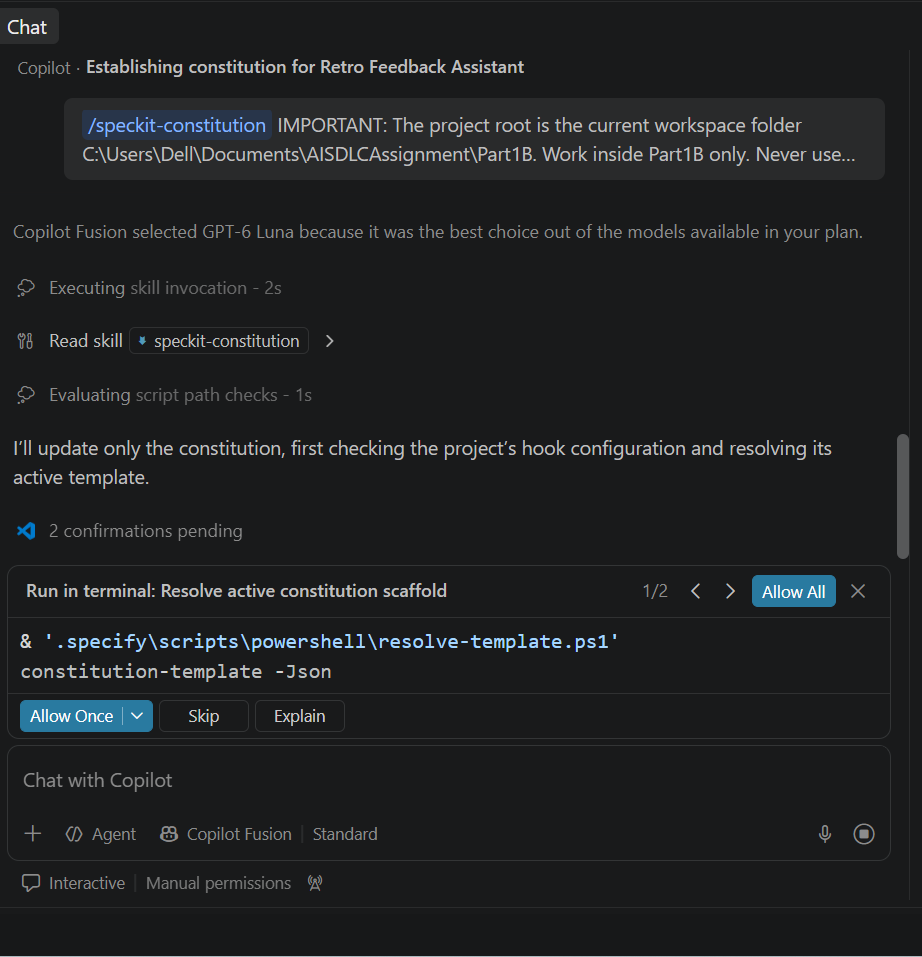 Chat
Copilot · Establishing constitution for Retro Feedback Assistant
/speckit-constitution IMPORTANT: The project root is the current workspace folder
C:\Users\Dell\Documents\AISDLCAssignment\Part1B. Work inside Part1B only. Never use...
Copilot Fusion selected GPT-6 Luna because it was the best choice out of the models available in your plan.
Executing skill invocation - 2s
Read skill speckit-constitution
Evaluating script path checks - 1s
I'll update only the constitution, first checking the project's hook configuration and resolving its
active template.
2 confirmations pending
Run in terminal: Resolve active constitution scaffold 1/2 Allow All
& '.specify\scripts\powershell\resolve-template.ps1'
constitution-template -Json
Allow Once Skip Explain
Chat with Copilot
Agent Copilot Fusion Standard
Interactive Manual permissions